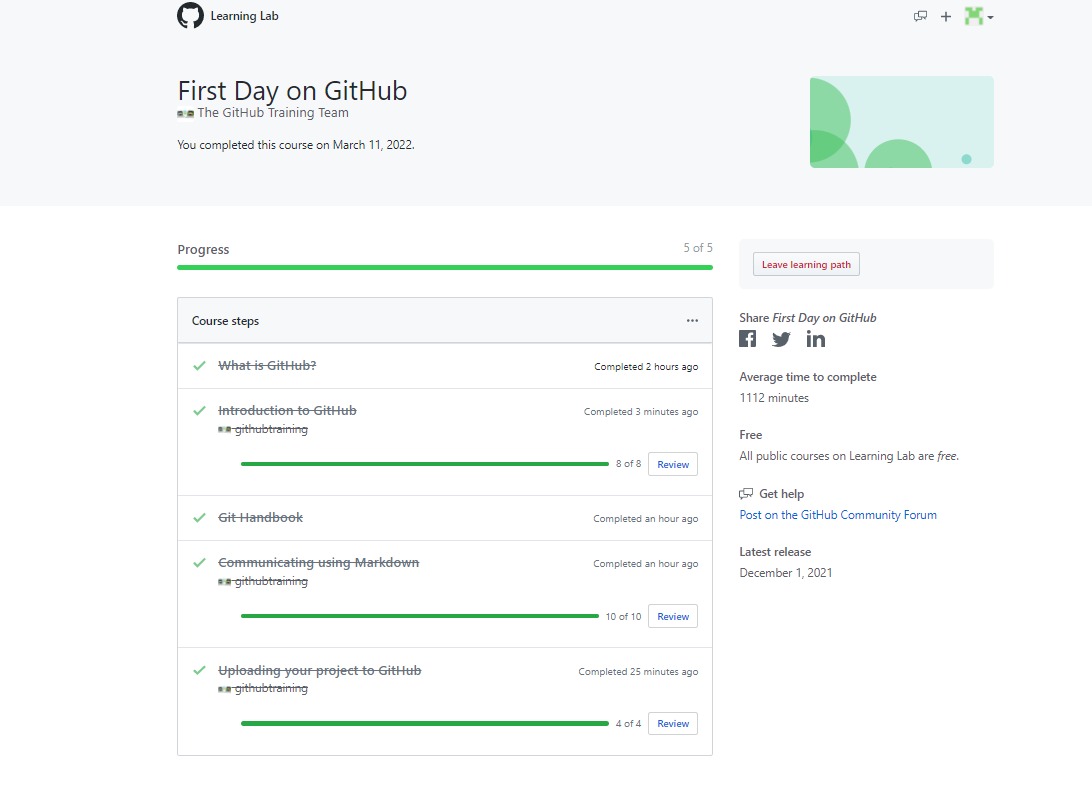 Learning Lab
First Day on GitHub
The GitHub Training Team
You completed this course on March 11, 2022.
Progress
5 of 5
Course steps
What is GitHub?
Completed 2 hours ago
Introduction to GitHub
Completed 3 minutes ago
githubtraining
8 of 8
Review
Git Handbook
Completed an hour ago
Communicating using Markdown
Completed an hour ago
githubtraining
10 of 10
Review
Uploading your project to GitHub
Completed 25 minutes ago
githubtraining
4 of 4
Review
Leave learning path
Share First Day on GitHub
Average time to complete
1112 minutes
Free
All public courses on Learning Lab are free.
Get help
Post on the GitHub Community Forum
Latest release
December 1, 2021